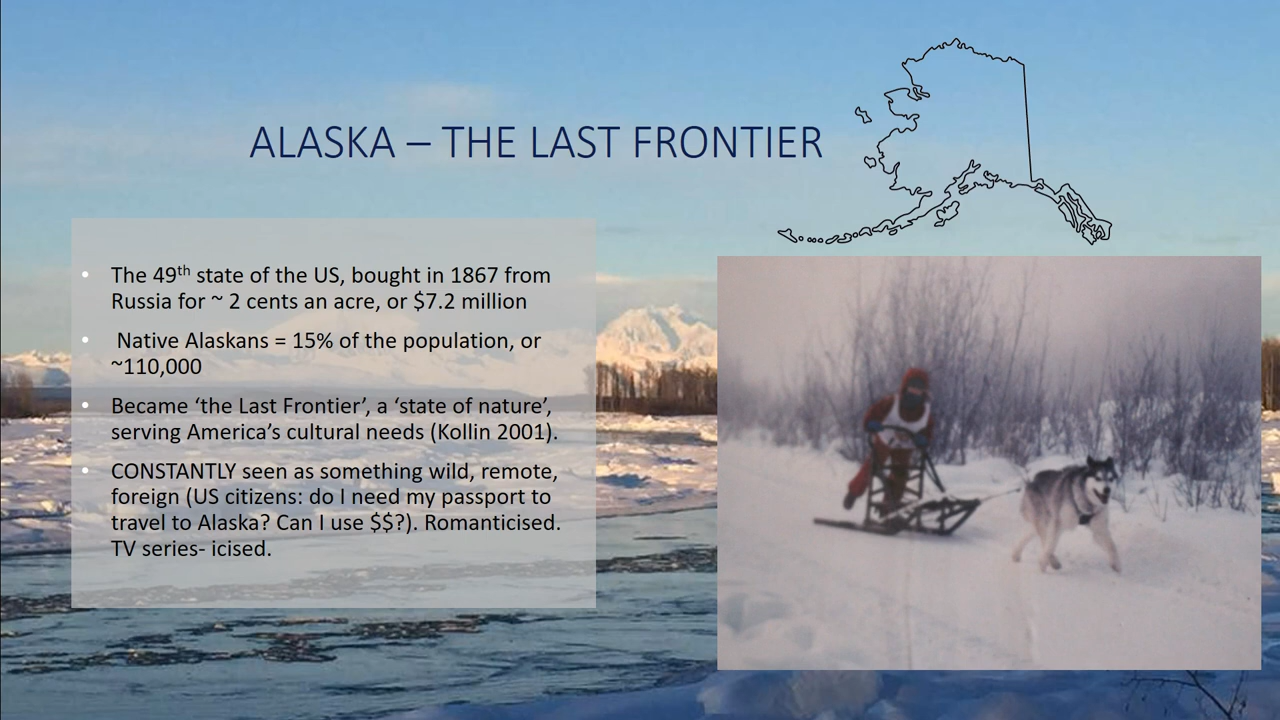 ALASKA – THE LAST FRONTIER
• The 49th state of the US, bought in 1867 from
Russia for ~ 2 cents an acre, or $7.2 million
• Native Alaskans = 15% of the population, or
~110,000
• Became ‘the Last Frontier’, a ‘state of nature’,
serving America’s cultural needs (Kollin 2001).
• CONSTANTLY seen as something wild, remote,
foreign (US citizens: do I need my passport to
travel to Alaska? Can I use $$?). Romanticised.
TV series- icised.